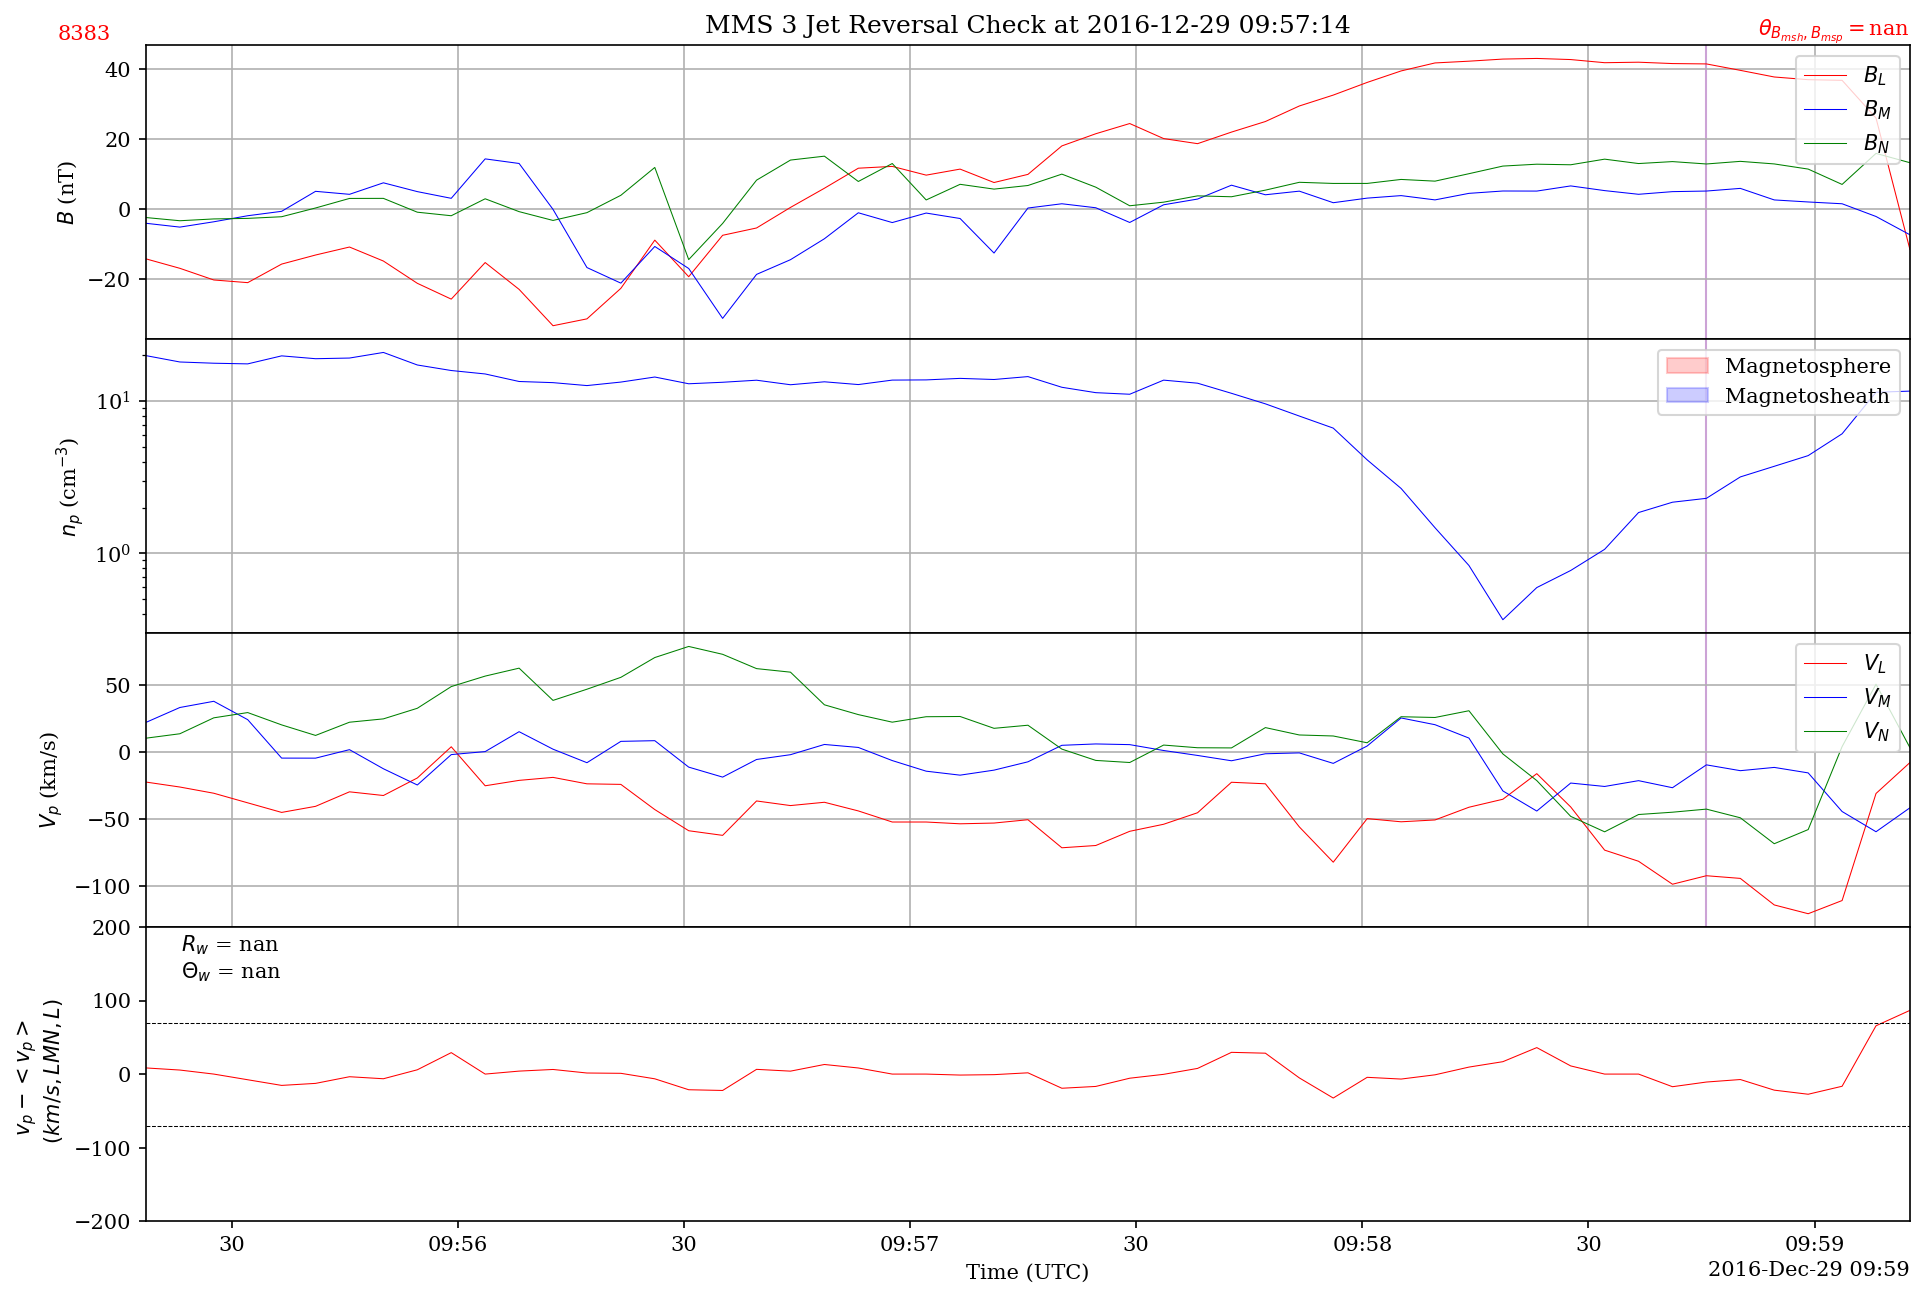 MMS 3 Jet Reversal Check at 2016-12-29 09:57:14
8383
θ_{B_{msh}, B_{msp}} = nan
40
20
0
−20
B (nT)
B_L
B_M
B_N
10^1
10^0
n_p (cm^{−3})
Magnetosphere
Magnetosheath
50
0
−50
−100
V_p (km/s)
V_L
V_M
V_N
200
100
0
−100
−200
v_p − < v_p >
(km/s, LMN, L)
R_w = nan
Θ_w = nan
30 09:56 30 09:57 30 09:58 30 09:59
Time (UTC)
2016-Dec-29 09:59